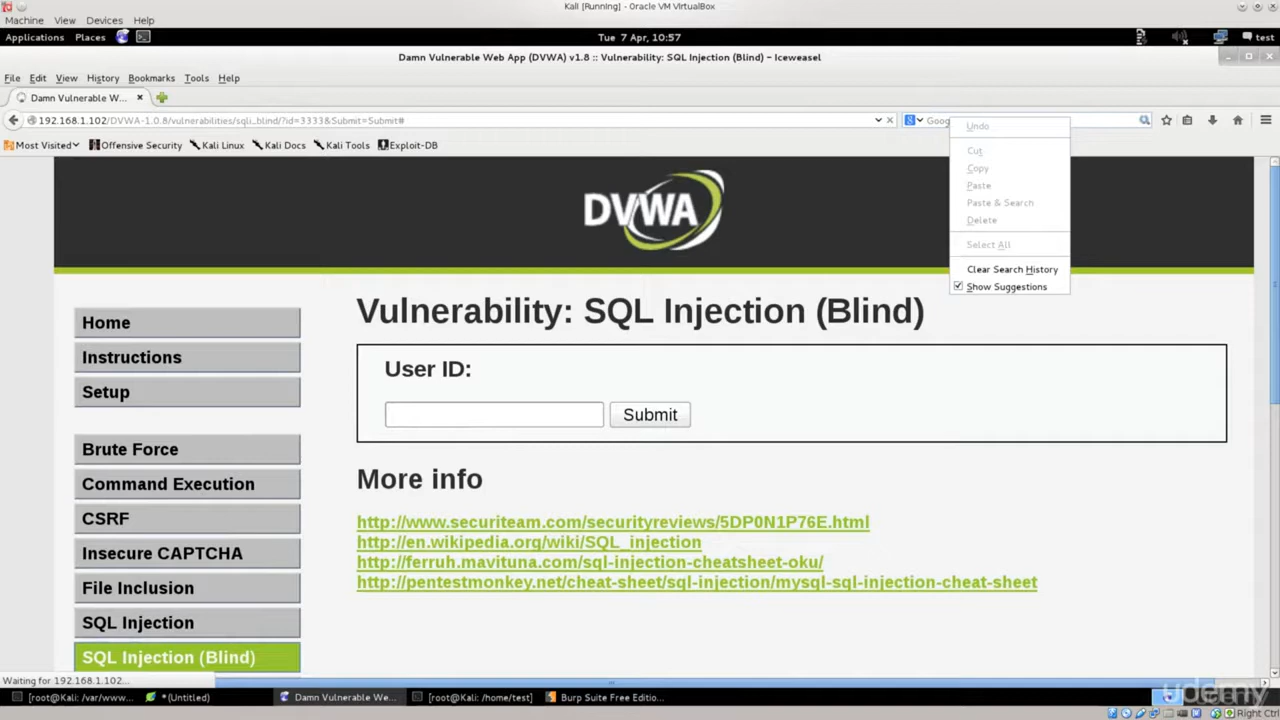 Kali [Running] - Oracle VM VirtualBox
Machine View Devices Help
Applications Places Tue 7 Apr, 10:57 test
Damn Vulnerable Web App (DVWA) v1.8 :: Vulnerability: SQL Injection (Blind) - Iceweasel
File Edit View History Bookmarks Tools Help
Damn Vulnerable Web A...
192.168.1.102/DVWA-1.0.8/vulnerabilities/sqli_blind/?id=3333&Submit=Submit# Goog
Most Visited Offensive Security Kali Linux Kali Docs Kali Tools Exploit-DB
Undo
Cut
Copy
Paste
Paste & Search
Delete
Select All
Clear Search History
Show Suggestions
DVWA
Vulnerability: SQL Injection (Blind)
User ID:
Submit
More info
http://www.securiteam.com/securityreviews/5DP0N1P76E.html
http://en.wikipedia.org/wiki/SQL_injection
http://ferruh.mavituna.com/sql-injection-cheatsheet-oku/
http://pentestmonkey.net/cheat-sheet/sql-injection/mysql-sql-injection-cheat-sheet
Home
Instructions
Setup
Brute Force
Command Execution
CSRF
Insecure CAPTCHA
File Inclusion
SQL Injection
SQL Injection (Blind)
Waiting for 192.168.1.102...
[root@Kali: /var/www... *(Untitled) Damn Vulnerable We... [root@Kali: /home/test] Burp Suite Free Editio...
udemy
Right Ctrl